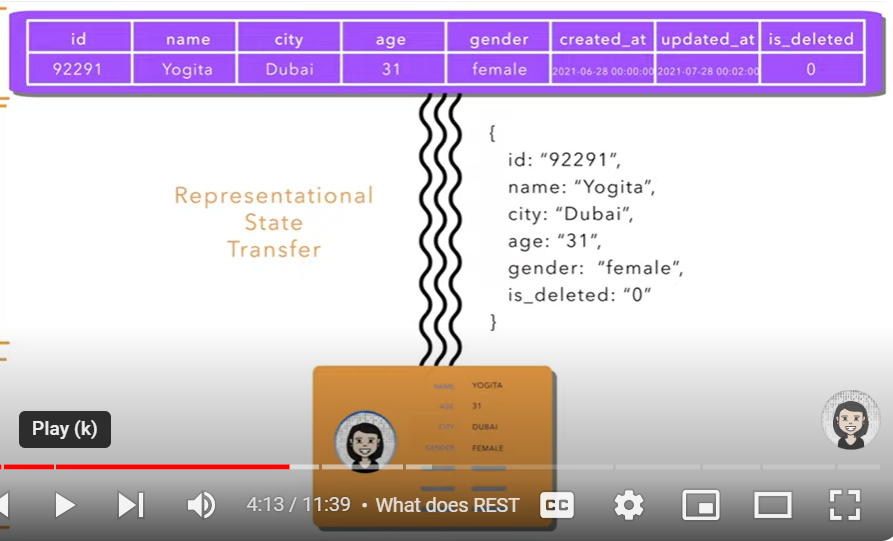 id name city age gender created_at updated_at is_deleted
92291 Yogita Dubai 31 female 2021-06-28 00:00:00 2021-07-28 00:02:00 0
{
id: “92291”,
name: “Yogita”,
city: “Dubai”,
age: “31”,
gender: “female”,
is_deleted: “0”
}
Representational
State
Transfer
NAME YOGITA
AGE 31
CITY DUBAI
GENDER FEMALE
Play (k)
4:13 / 11:39 • What does REST
CC